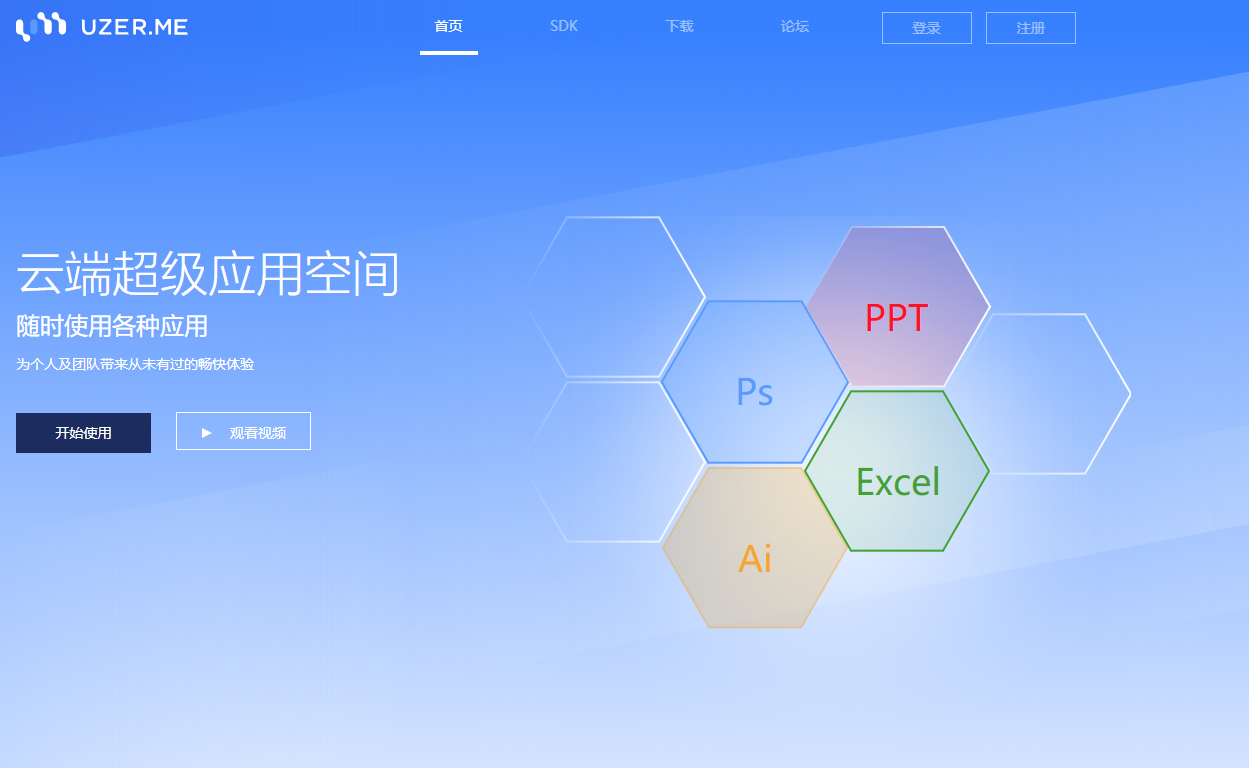 UZER.ME
首页
SDK
下载
论坛
登录
注册
云端超级应用空间
随时使用各种应用
为个人及团队带来从未有过的畅快体验
开始使用
观看视频
PPT
Ps
Excel
Ai